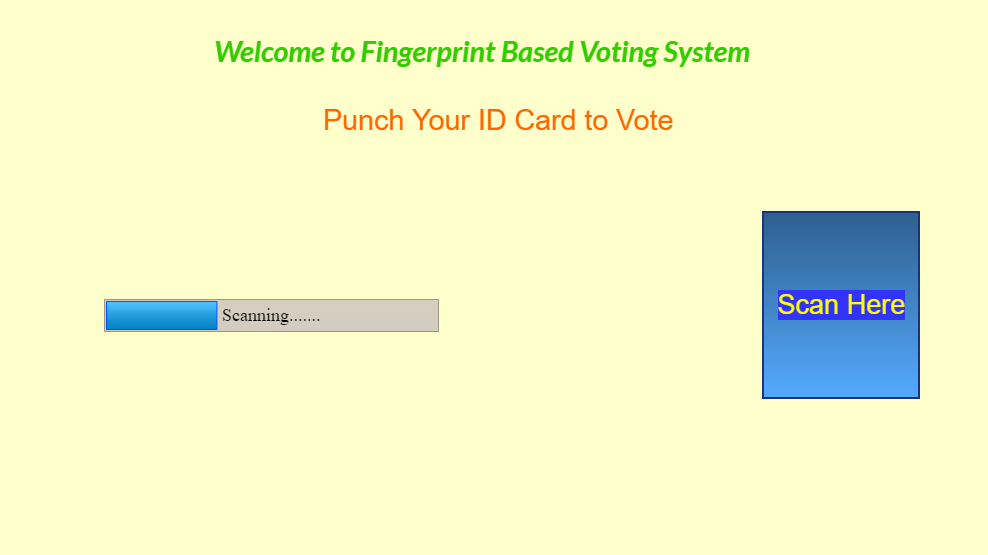 Welcome to Fingerprint Based Voting System
Punch Your ID Card to Vote
Scan Here
Scanning.......